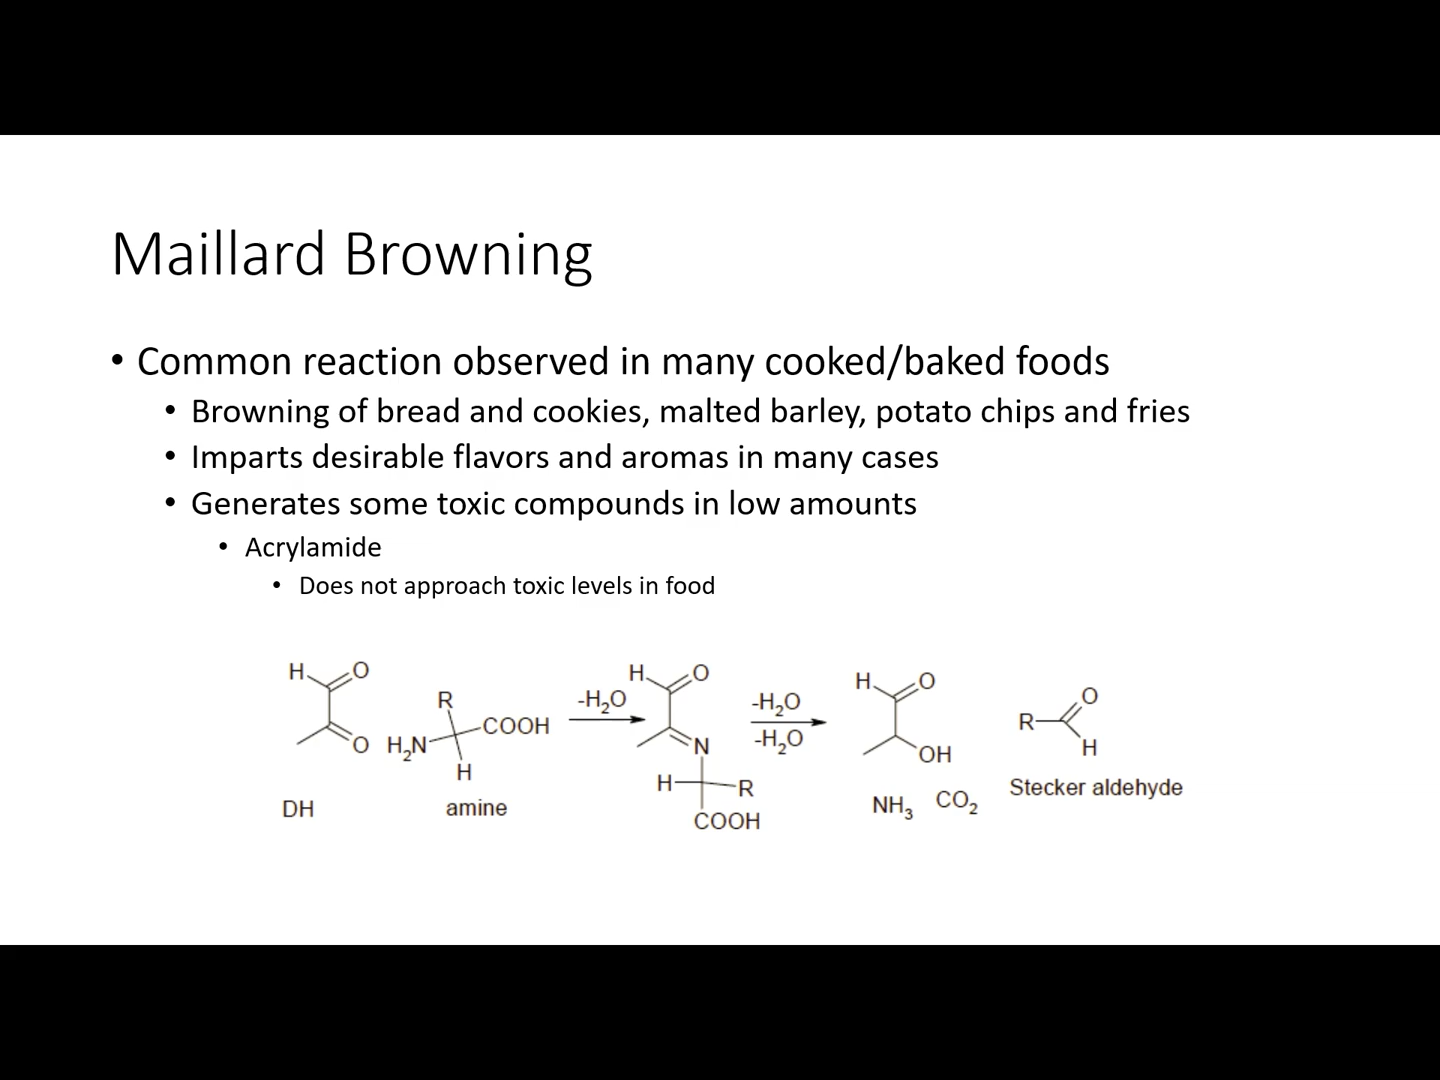 Maillard Browning
• Common reaction observed in many cooked/baked foods
• Browning of bread and cookies, malted barley, potato chips and fries
• Imparts desirable flavors and aromas in many cases
• Generates some toxic compounds in low amounts
• Acrylamide
• Does not approach toxic levels in food
H O
O
DH
R
H₂N COOH
H
amine
-H₂O
H O
N
H R
COOH
-H₂O
-H₂O
H O
OH
NH₃ CO₂
O
R
H
Stecker aldehyde